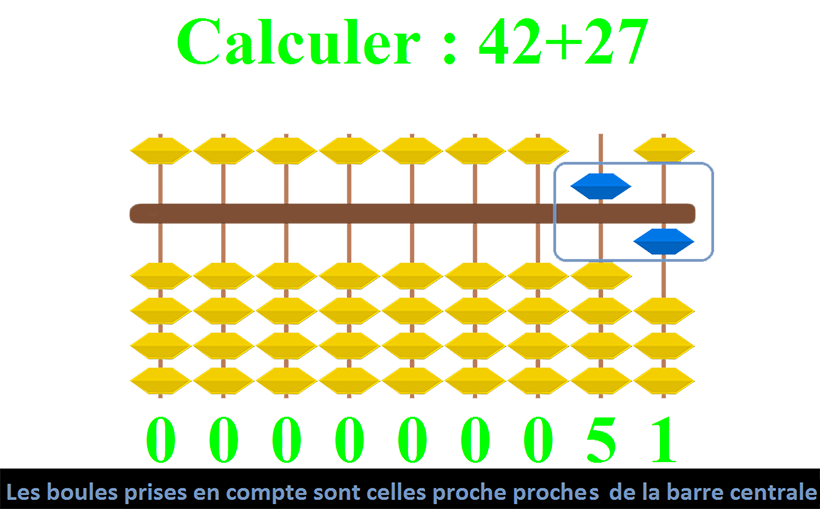 Calculer : 42+27
0 0 0 0 0 0 0 5 1
Les boules prises en compte sont celles proche proches de la barre centrale